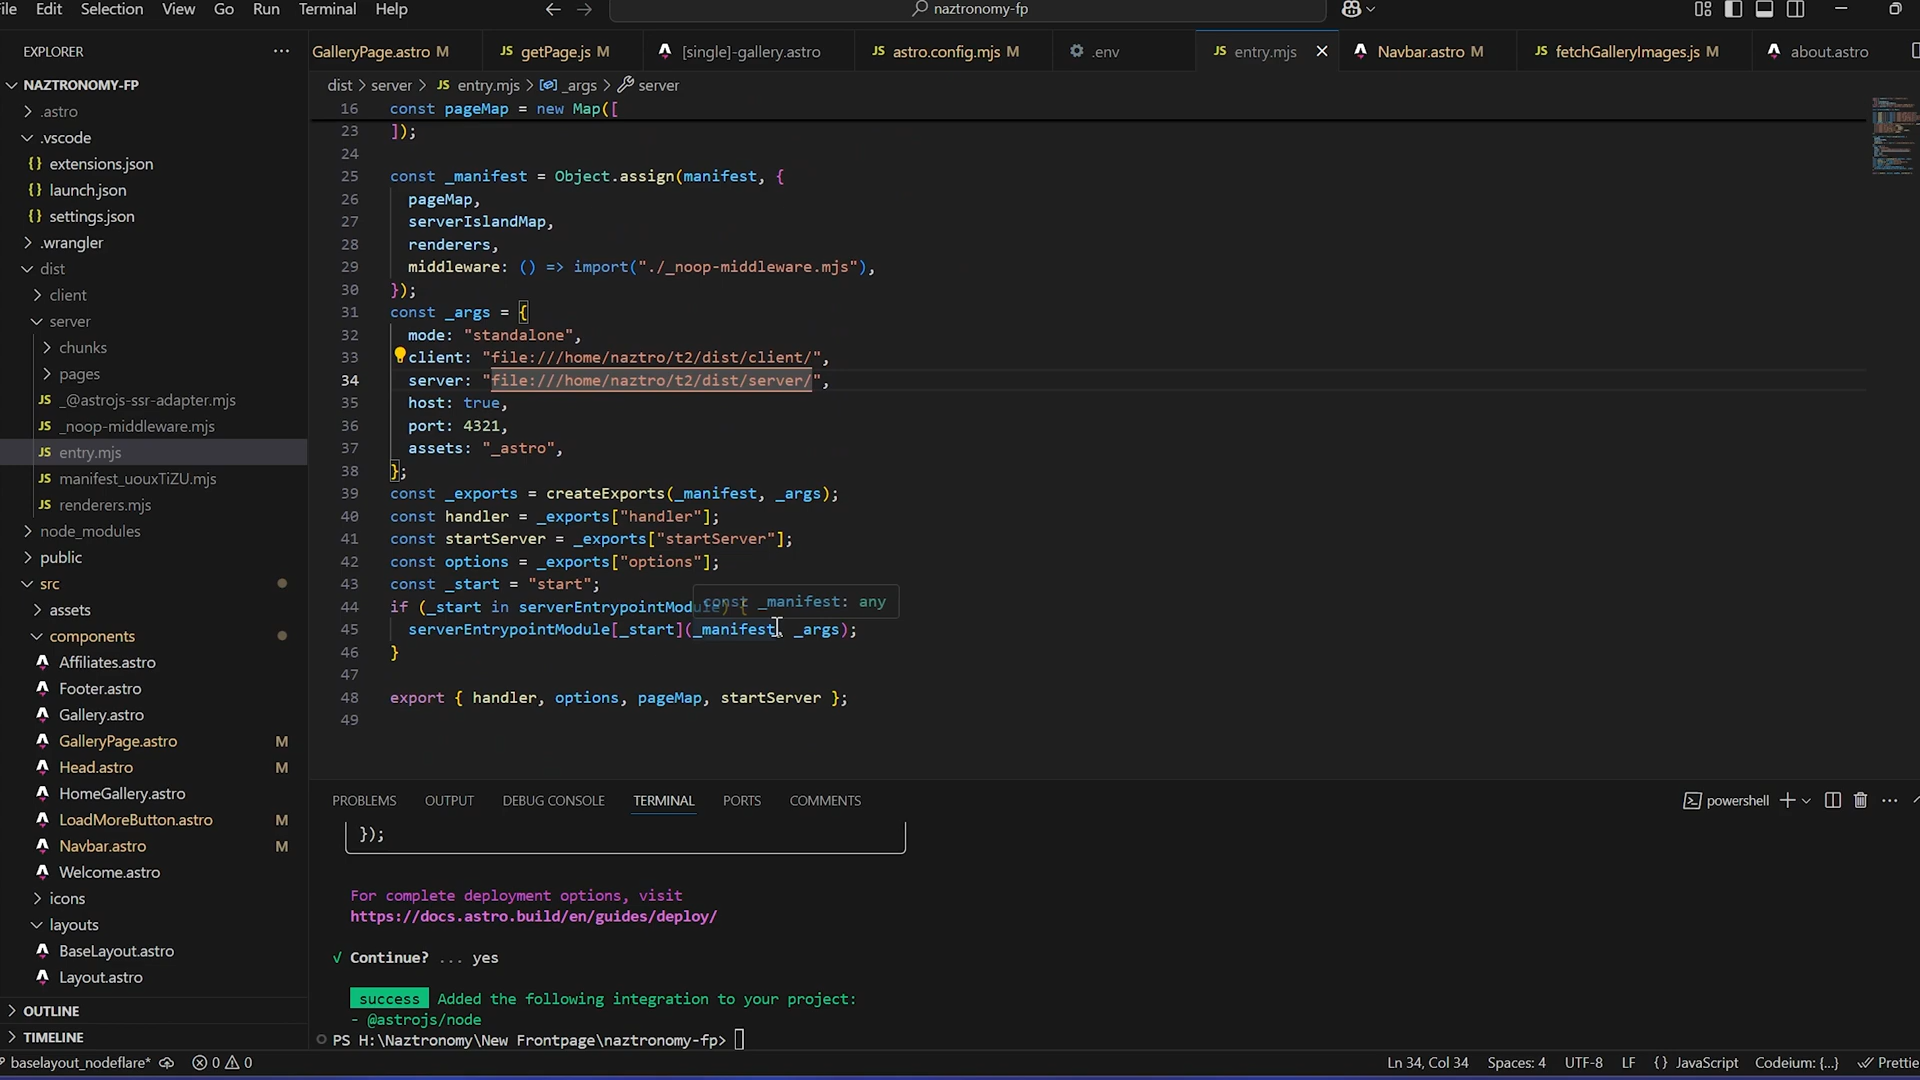 File Edit Selection View Go Run Terminal Help
naztronomy-fp
EXPLORER
GalleryPage.astro M
getPage.js M
[single]-gallery.astro
astro.config.mjs M
.env
entry.mjs
Navbar.astro M
fetchGalleryImages.js M
about.astro
dist > server > JS entry.mjs > _args > server
NAZTRONOMY-FP
.astro
.vscode
extensions.json
launch.json
settings.json
.wrangler
dist
client
server
chunks
pages
JS _@astrojs-ssr-adapter.mjs
JS _noop-middleware.mjs
JS entry.mjs
JS manifest_uouxTiZU.mjs
JS renderers.mjs
node_modules
public
src
assets
components
Affiliates.astro
Footer.astro
Gallery.astro
GalleryPage.astro M
Head.astro M
HomeGallery.astro
LoadMoreButton.astro M
Navbar.astro M
Welcome.astro
icons
layouts
BaseLayout.astro
Layout.astro
OUTLINE
TIMELINE
16 const pageMap = new Map([
23 ]);
24
25 const _manifest = Object.assign(manifest, {
26 pageMap,
27 serverIslandMap,
28 renderers,
29 middleware: () => import("./_noop-middleware.mjs"),
30 });
31 const _args = {
32 mode: "standalone",
33 client: "file:///home/naztro/t2/dist/client/",
34 server: "file:///home/naztro/t2/dist/server/",
35 host: true,
36 port: 4321,
37 assets: "_astro",
38 };
39 const _exports = createExports(_manifest, _args);
40 const handler = _exports["handler"];
41 const startServer = _exports["startServer"];
42 const options = _exports["options"];
43 const _start = "start";
const _manifest: any
44 if (_start in serverEntrypointModule) {
45 serverEntrypointModule[_start](_manifest, _args);
46 }
47
48 export { handler, options, pageMap, startServer };
49
PROBLEMS OUTPUT DEBUG CONSOLE TERMINAL PORTS COMMENTS
powershell
});
For complete deployment options, visit
https://docs.astro.build/en/guides/deploy/
√ Continue? ... yes
success Added the following integration to your project:
- @astrojs/node
PS H:\Naztronomy\New Frontpage\naztronomy-fp>
baselayout_nodeflare* 0 0
Ln 34, Col 34 Spaces: 4 UTF-8 LF {} JavaScript Codeium: {...} Prettie